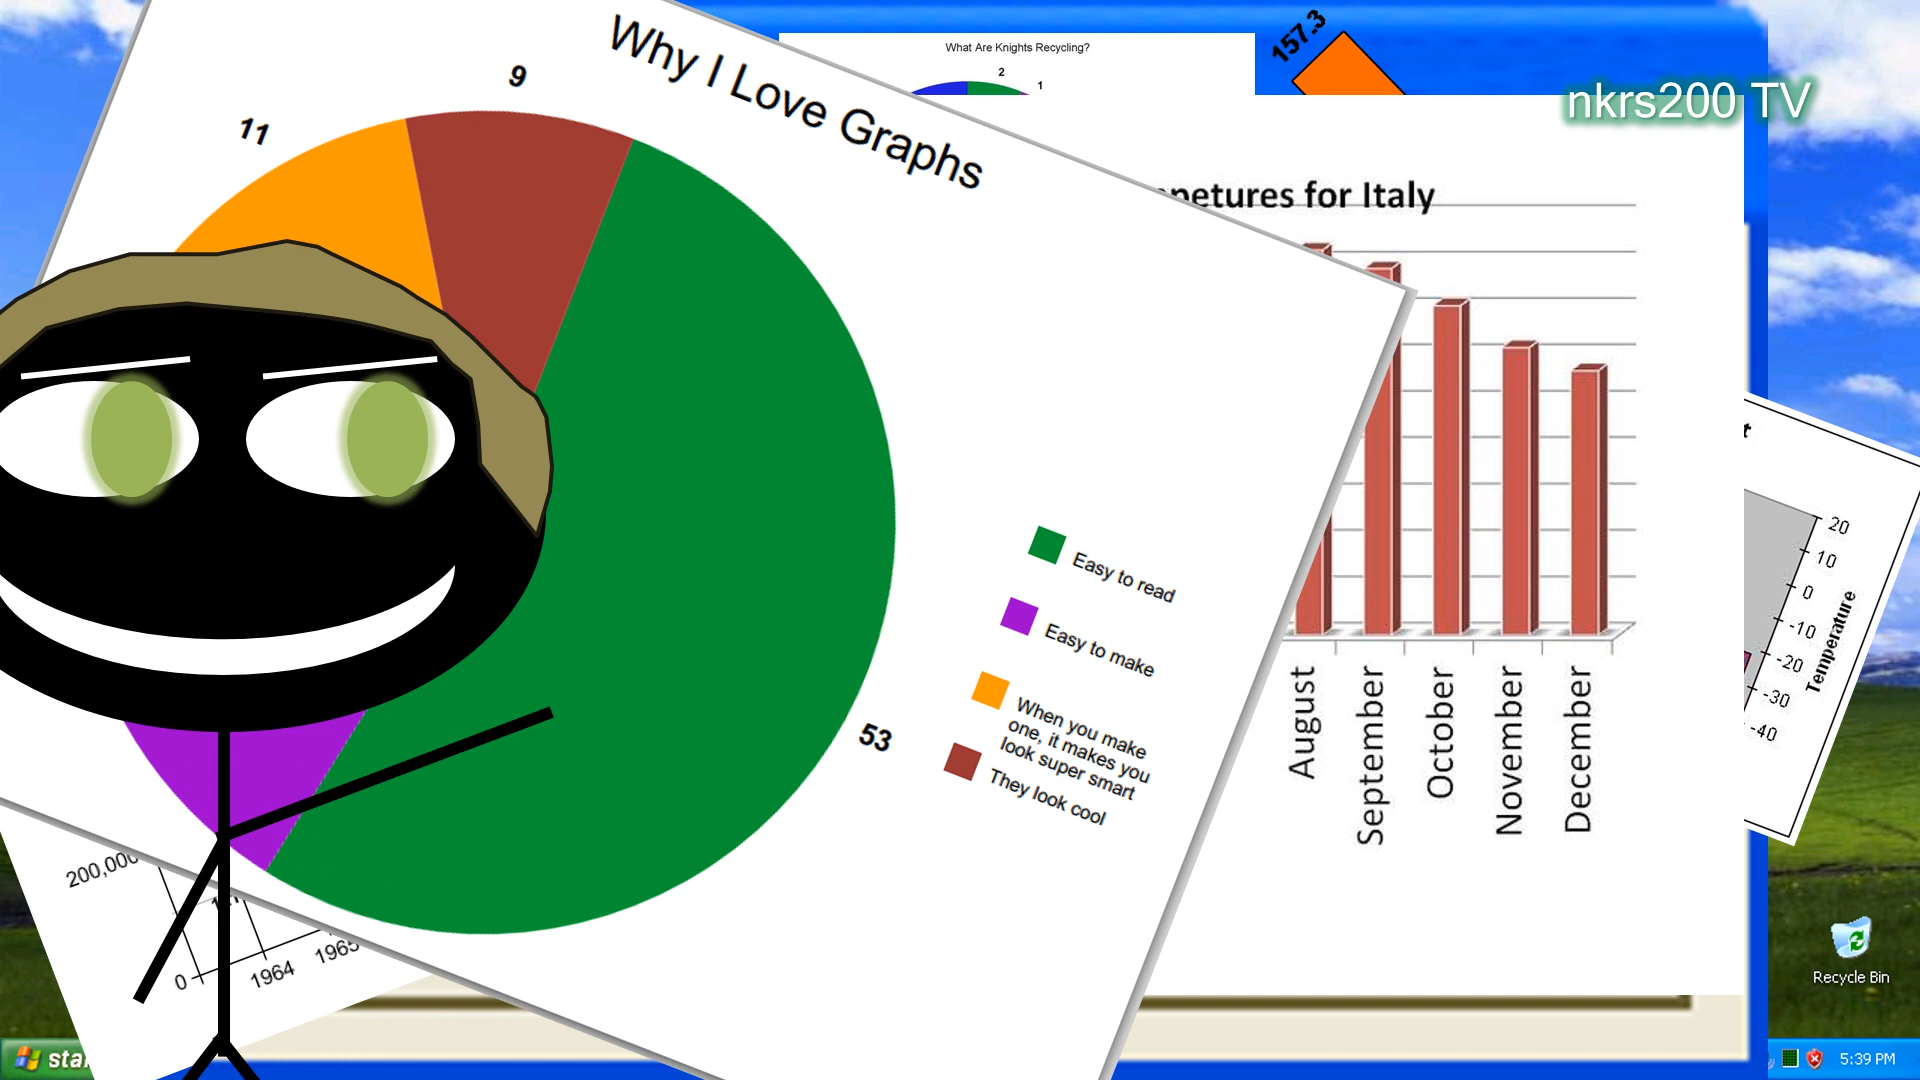 What Are Knights Recycling?
2
1
157.3
nkrs200 TV
Why I Love Graphs
9
11
53
Easy to read
Easy to make
When you make
one, it makes you
look super smart
They look cool
petures for Italy
August
September
October
November
December
20
10
0
-10
-20
-30
-40
Temperature
200,000
0
1964
1965
Recycle Bin
star
5:39 PM